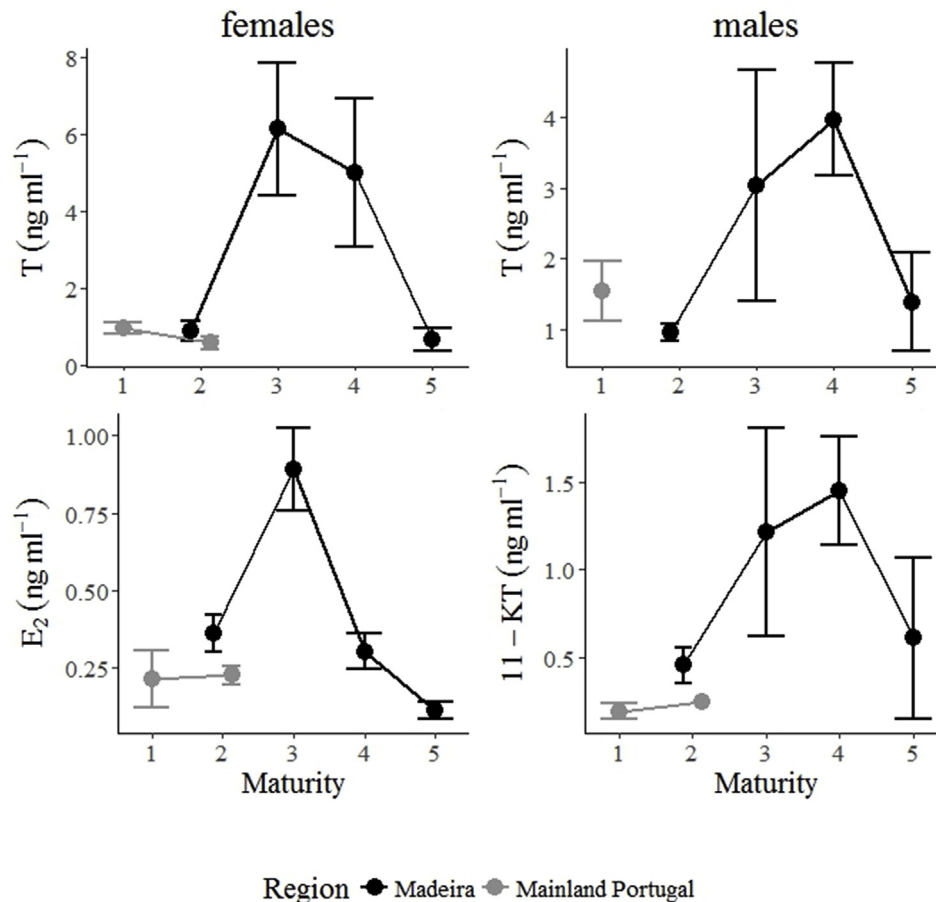 females
T (ng ml⁻¹)
8
6
4
2
0
1 2 3 4 5
males
T (ng ml⁻¹)
4
3
2
1
1 2 3 4 5
E₂ (ng ml⁻¹)
1.00
0.75
0.50
0.25
1 2 3 4 5
Maturity
11 – KT (ng ml⁻¹)
1.5
1.0
0.5
1 2 3 4 5
Maturity
Region Madeira Mainland Portugal